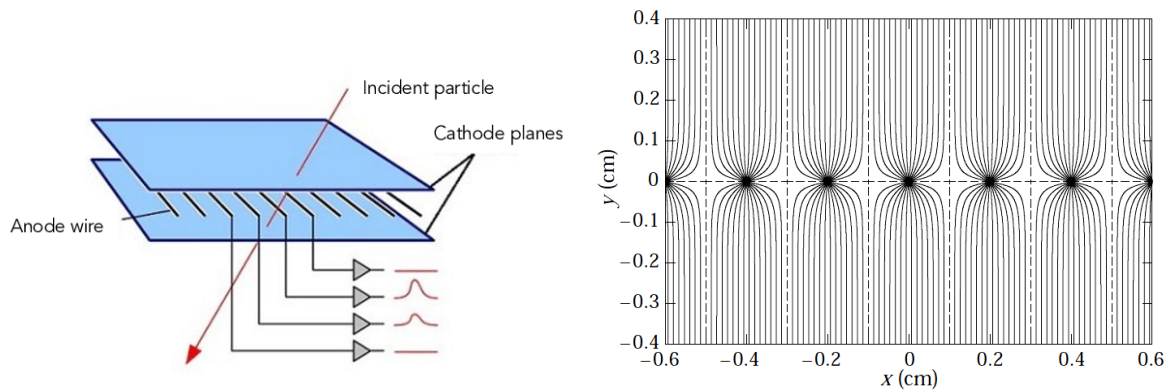 Incident particle
Cathode planes
Anode wire
0.4
0.3
0.2
0.1
0
−0.1
−0.2
−0.3
−0.4
y (cm)
−0.6 −0.4 −0.2 0 0.2 0.4 0.6
x (cm)